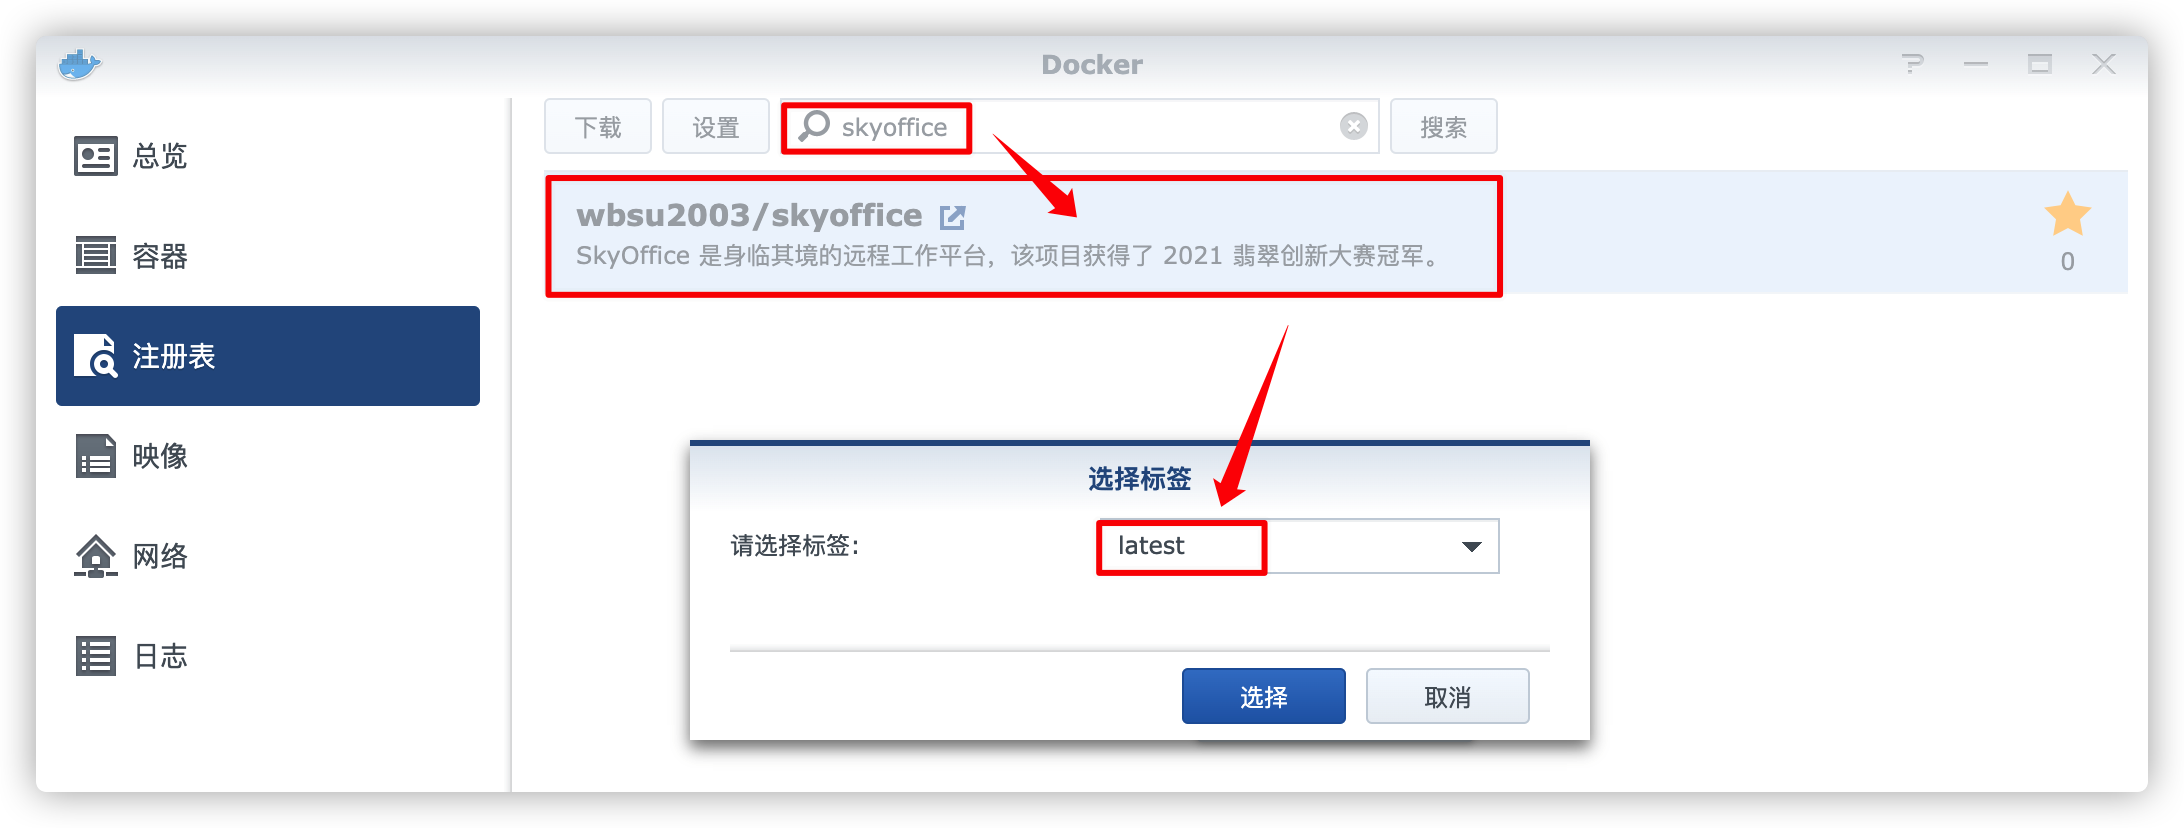 Docker
总览
容器
注册表
映像
网络
日志
下载
设置
skyoffice
搜索
wbsu2003/skyoffice
SkyOffice 是身临其境的远程工作平台，该项目获得了 2021 翡翠创新大赛冠军。
0
选择标签
请选择标签:
latest
选择
取消